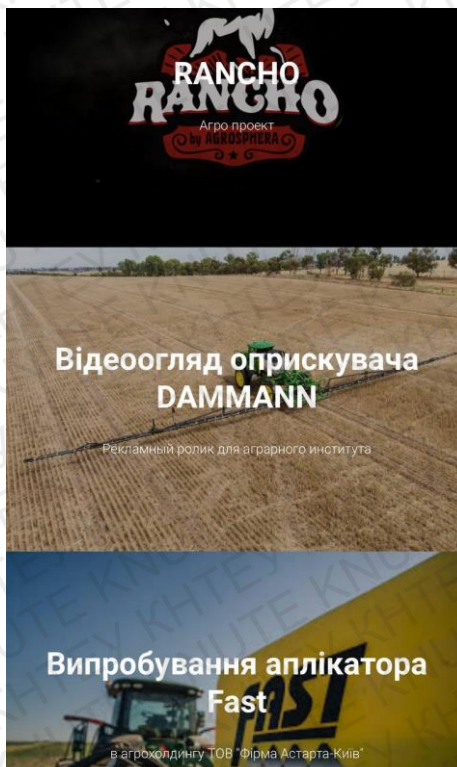 RANCHO
RANCHO
Агро проект
by AGROSPHERA
Відеоогляд оприскувача
DAMMANN
Рекламный ролик для аграрного института
Випробування аплікатора
Fast
FAST
в агрохолдингу ТОВ "Фірма Астарта-Київ"